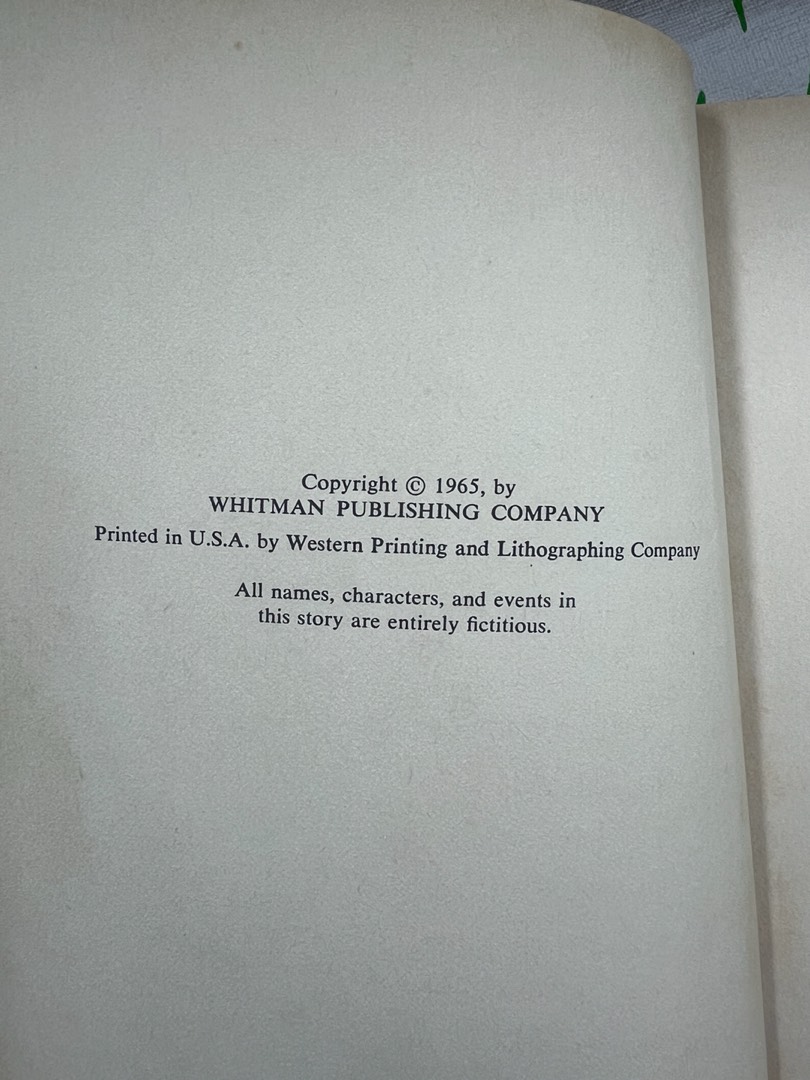 Copyright © 1965, by
WHITMAN PUBLISHING COMPANY
Printed in U.S.A. by Western Printing and Lithographing Company
All names, characters, and events in
this story are entirely fictitious.